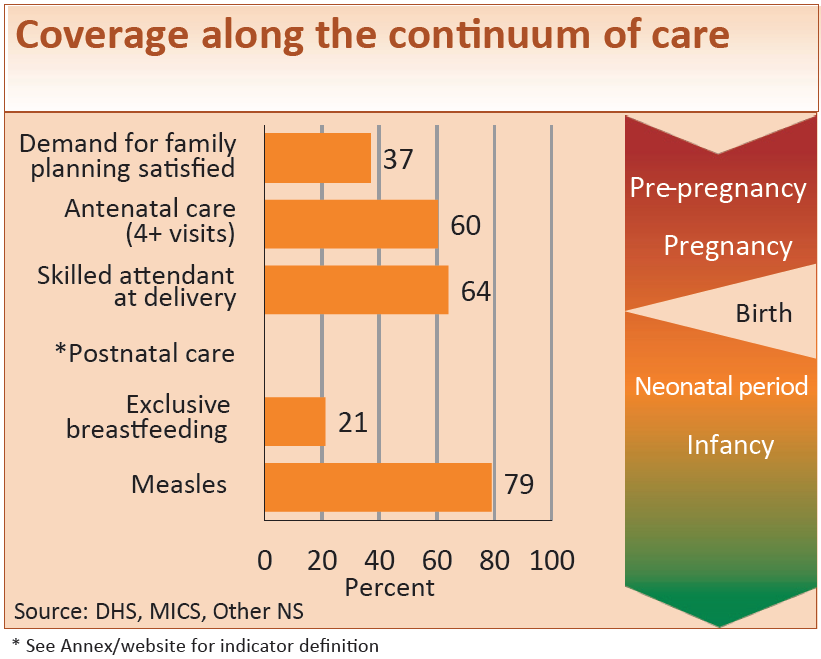 Coverage along the continuum of care
Demand for family
planning satisfied
37
Antenatal care
(4+ visits)
60
Skilled attendant
at delivery
64
*Postnatal care
Exclusive
breastfeeding
21
Measles
79
0 20 40 60 80 100
Percent
Pre-pregnancy
Pregnancy
Birth
Neonatal period
Infancy
Source: DHS, MICS, Other NS
* See Annex/website for indicator definition